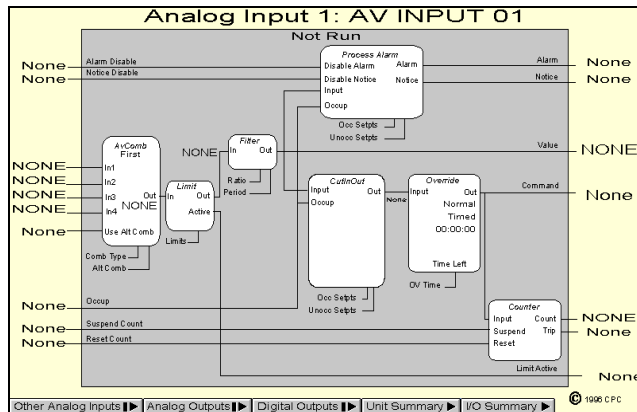 Analog Input 1: AV INPUT 01
Not Run
None Alarm Disable
None Notice Disable
Process Alarm
Disable Alarm Alarm
Disable Notice Notice
Input
Occup
Occ Setpts
Unocc Setpts
Alarm None
Notice None
AvComb
First
NONE In1
NONE In2
NONE In3
NONE In4
Out
NONE
None Use Alt Comb
Comb Type
Alt Comb
Limit
In Out
Active
Limits
NONE
Filter
In Out
Ratio
Period
Value NONE
CutInOut
Input Out
Occup
None
Occ Setpts
Unocc Setpts
Override
Input Out
Normal
Timed
00:00:00
Time Left
OV Time
Command None
None Occup
None Suspend Count
None Reset Count
Counter
Input Count NONE
Suspend Trip None
Reset
Limit Active None
Other Analog Inputs Analog Outputs Digital Outputs Unit Summary I/O Summary © 1996 CPC